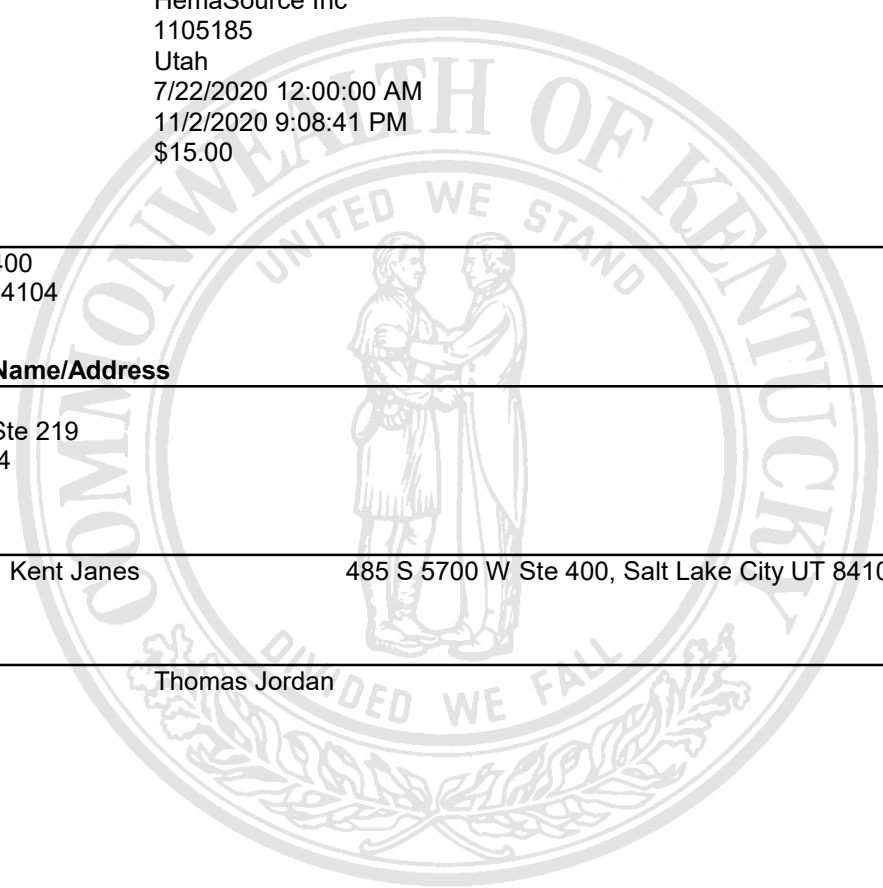 HemaSource Inc
1105185
Utah
7/22/2020 12:00:00 AM
11/2/2020 9:08:41 PM
$15.00
COMMONWEALTH OF KENTUCKY
UNITED WE STAND
400
4104
Name/Address
Ste 219
4
Kent Janes 485 S 5700 W Ste 400, Salt Lake City UT 8410
DIVIDED WE FALL
Thomas Jordan